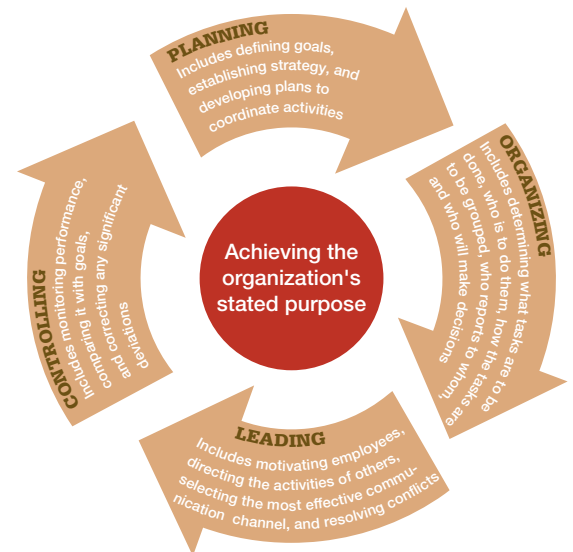 PLANNING
Includes defining goals,
establishing strategy, and
developing plans to
coordinate activities
ORGANIZING
Includes determining what tasks are to be
done, who is to do them, how the tasks are
to be grouped, who reports to whom,
and who will make decisions
LEADING
Includes motivating employees,
directing the activities of others,
selecting the most effective commu-
nication channel, and resolving conflicts
CONTROLLING
Includes monitoring performance,
comparing it with goals,
and correcting any significant
deviations
Achieving the
organization's
stated purpose